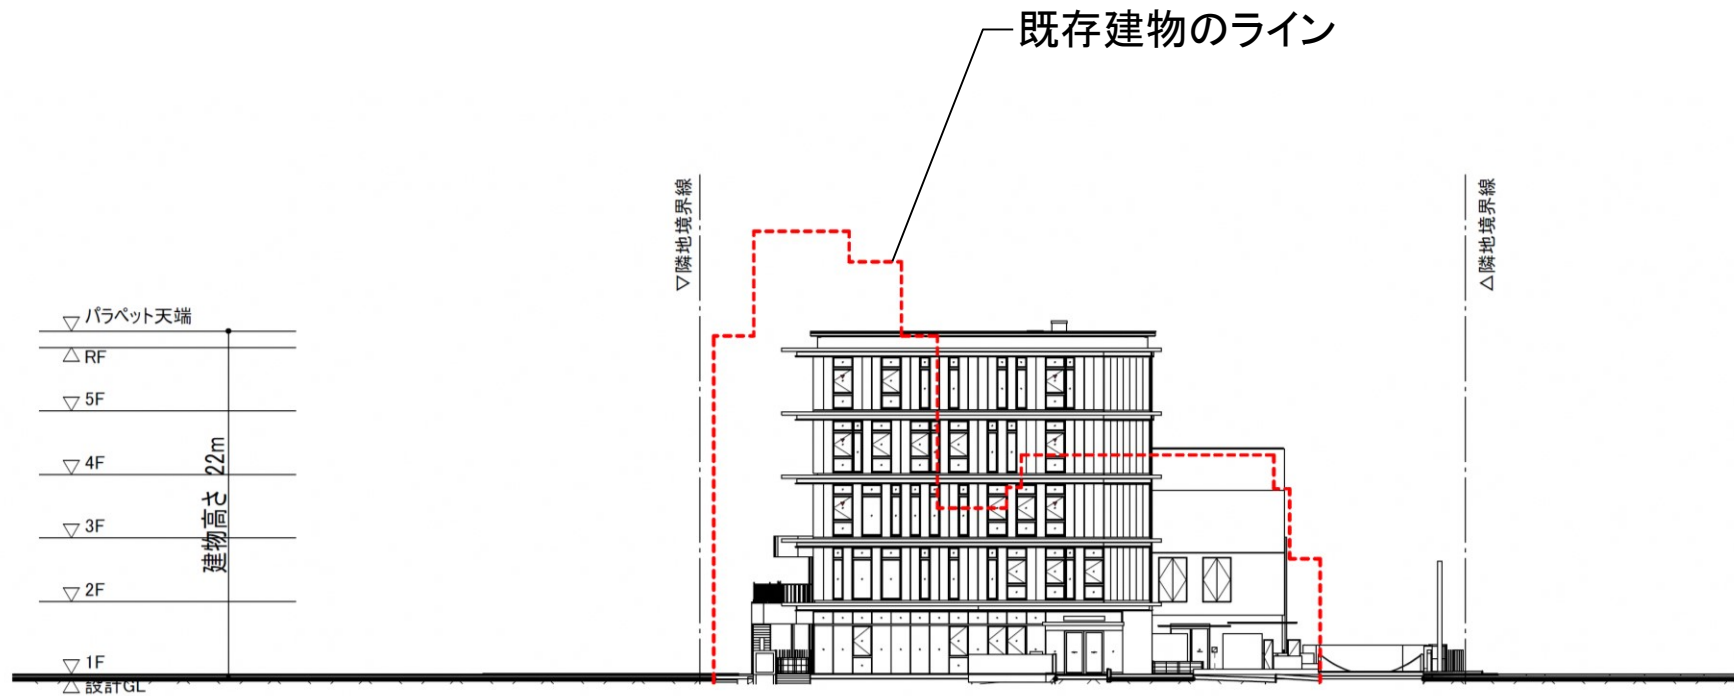 既存建物のライン
▽隣地境界線
△隣地境界線
▽パラペット天端
△RF
▽5F
▽4F
▽3F
▽2F
▽1F
△設計GL
建物高さ 22m